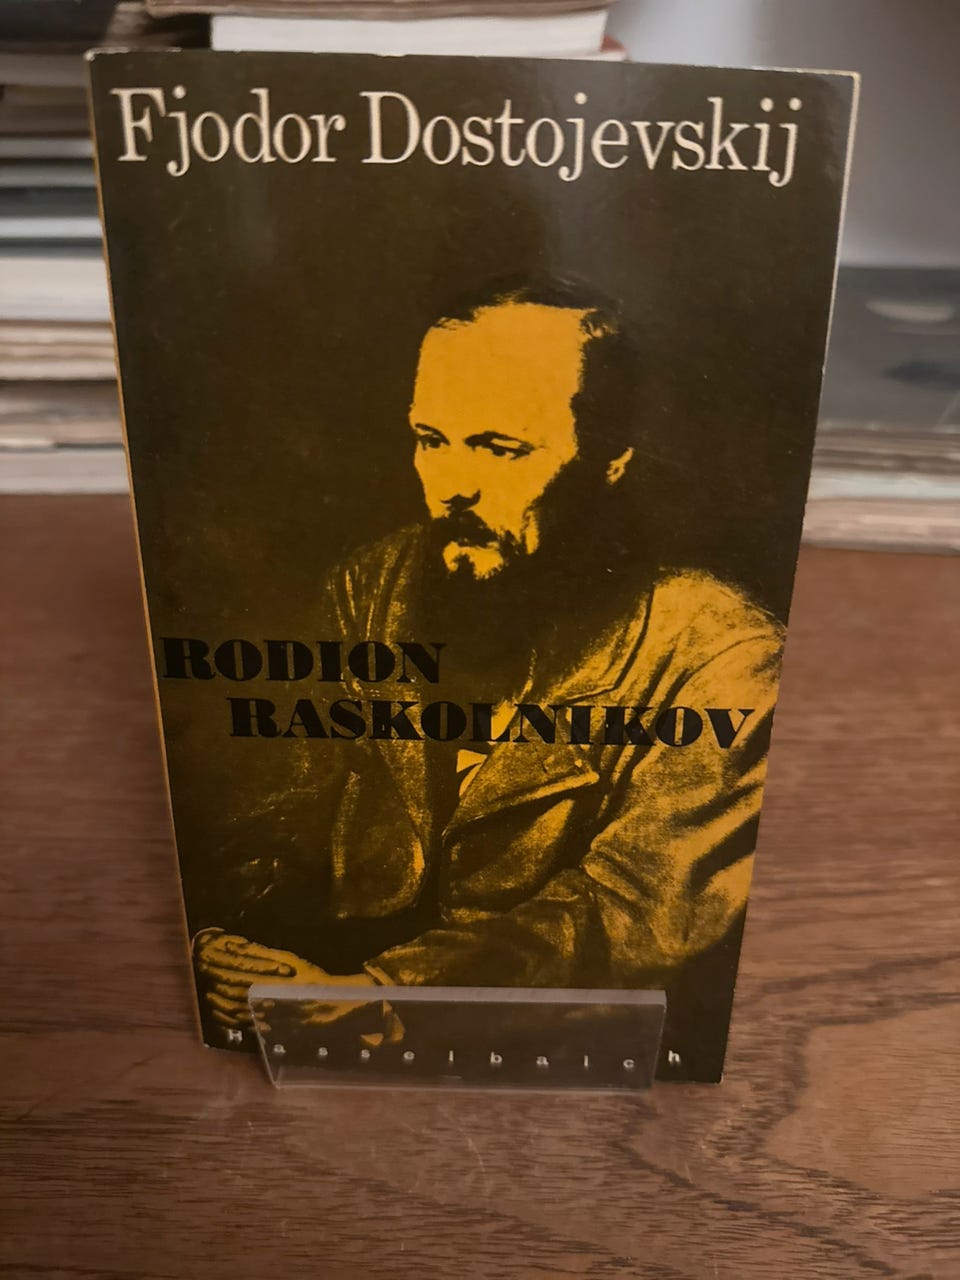 Fjodor Dostojevskij
RODION
RASKOLNIKOV
Hasselbalch